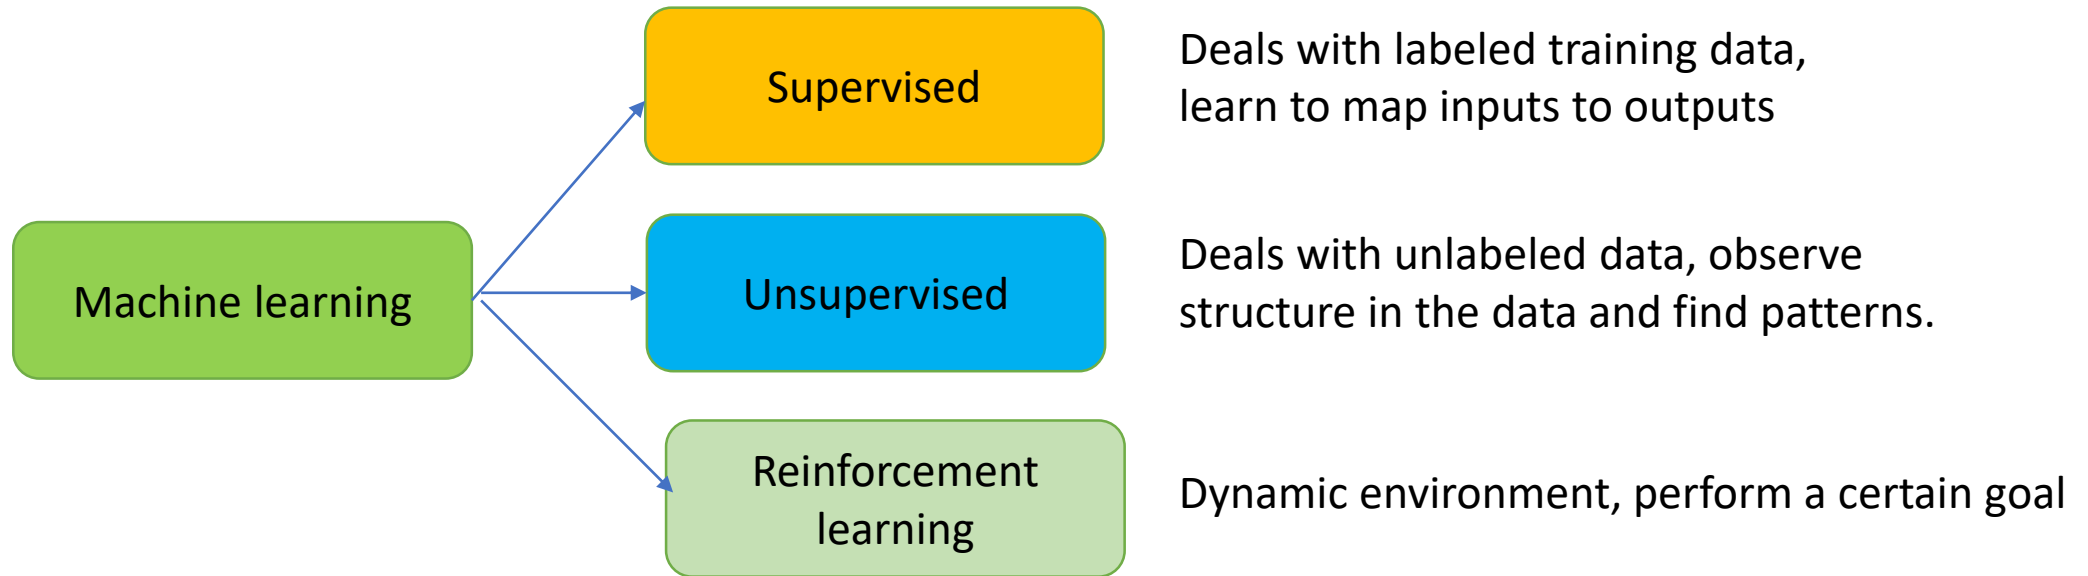 Supervised
Deals with labeled training data,
learn to map inputs to outputs
Machine learning
Unsupervised
Deals with unlabeled data, observe
structure in the data and find patterns.
Reinforcement
learning
Dynamic environment, perform a certain goal